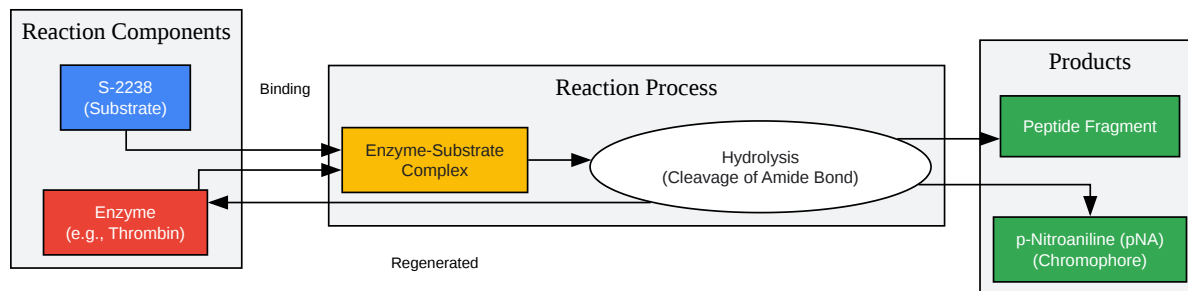 Reaction Components
S-2238
(Substrate)
Enzyme
(e.g., Thrombin)
Binding
Regenerated
Reaction Process
Enzyme-Substrate
Complex
Hydrolysis
(Cleavage of Amide Bond)
Products
Peptide Fragment
p-Nitroaniline (pNA)
(Chromophore)